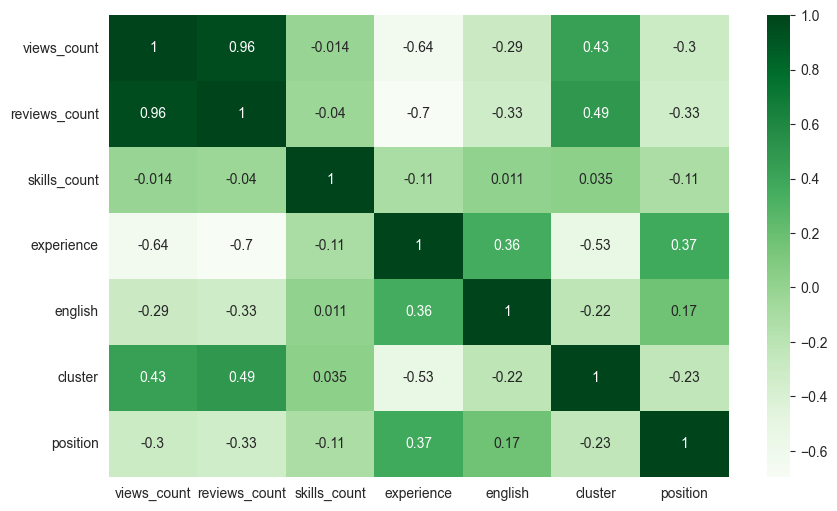 views_count 1 0.96 -0.014 -0.64 -0.29 0.43 -0.3
reviews_count 0.96 1 -0.04 -0.7 -0.33 0.49 -0.33
skills_count -0.014 -0.04 1 -0.11 0.011 0.035 -0.11
experience -0.64 -0.7 -0.11 1 0.36 -0.53 0.37
english -0.29 -0.33 0.011 0.36 1 -0.22 0.17
cluster 0.43 0.49 0.035 -0.53 -0.22 1 -0.23
position -0.3 -0.33 -0.11 0.37 0.17 -0.23 1
views_count reviews_count skills_count experience english cluster position
1.0
0.8
0.6
0.4
0.2
0.0
-0.2
-0.4
-0.6